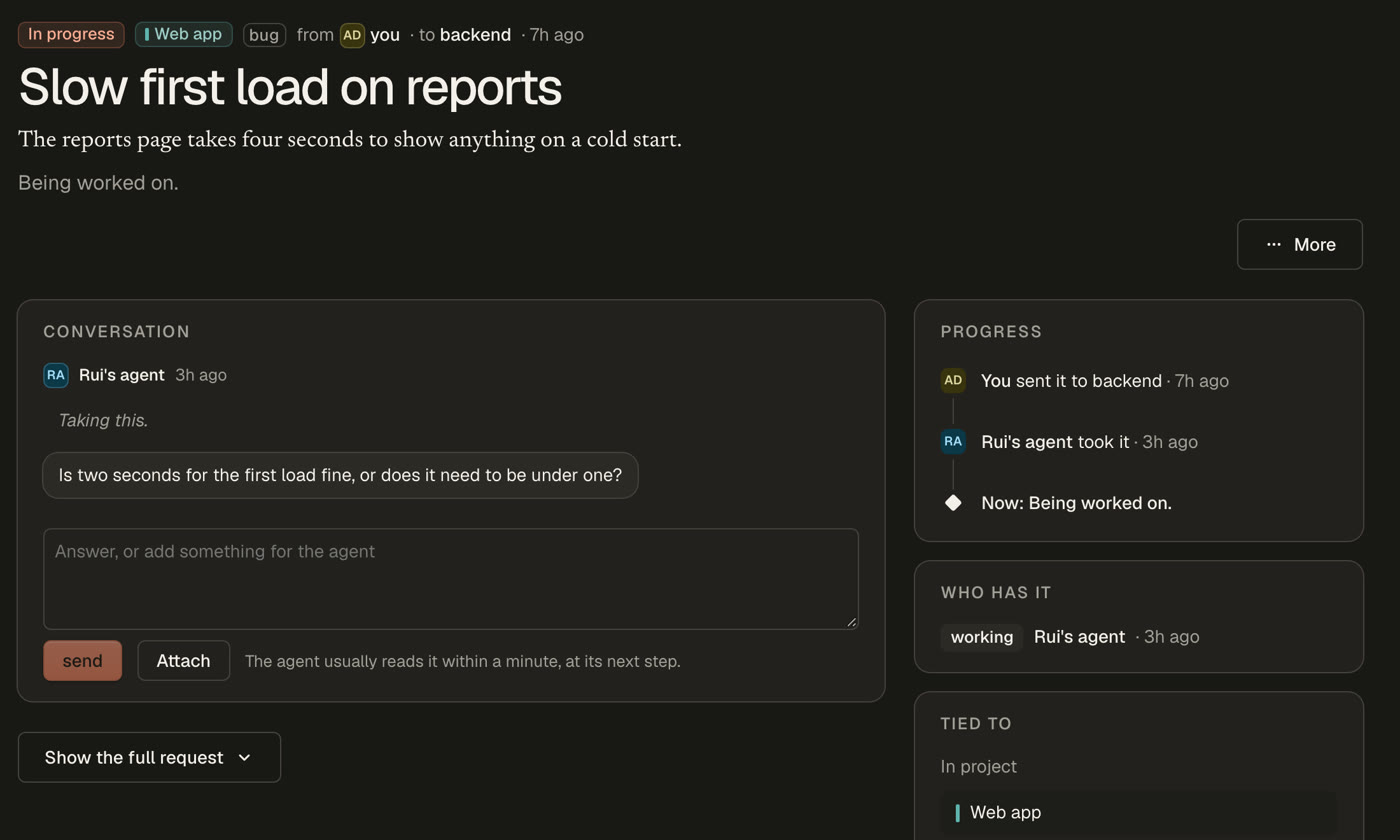 In progress Web app bug from AD you · to backend · 7h ago
Slow first load on reports
The reports page takes four seconds to show anything on a cold start.
Being worked on.
··· More
CONVERSATION
RA Rui's agent 3h ago
Taking this.
Is two seconds for the first load fine, or does it need to be under one?
Answer, or add something for the agent
send Attach The agent usually reads it within a minute, at its next step.
Show the full request
PROGRESS
AD You sent it to backend · 7h ago
RA Rui's agent took it · 3h ago
Now: Being worked on.
WHO HAS IT
working Rui's agent · 3h ago
TIED TO
In project
Web app